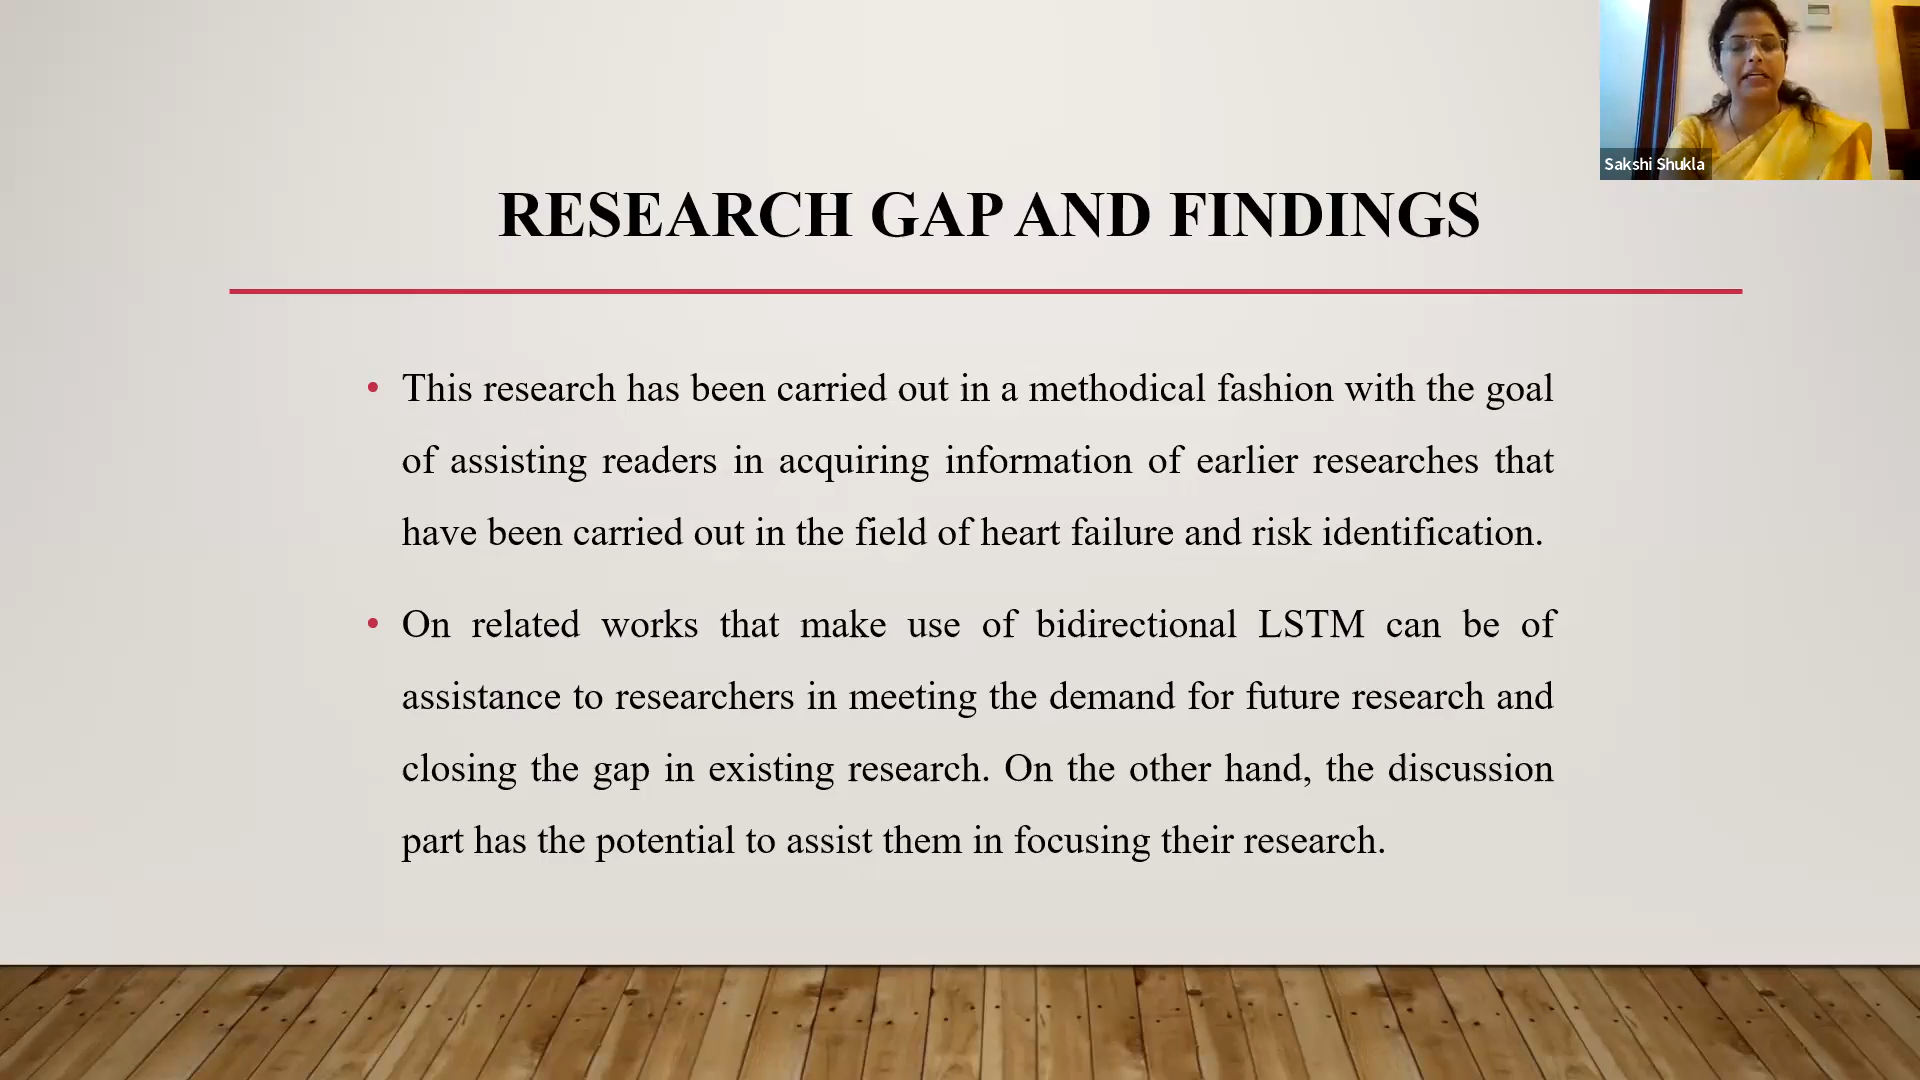 Sakshi Shukla
RESEARCH GAP AND FINDINGS
• This research has been carried out in a methodical fashion with the goal
of assisting readers in acquiring information of earlier researches that
have been carried out in the field of heart failure and risk identification.
• On related works that make use of bidirectional LSTM can be of
assistance to researchers in meeting the demand for future research and
closing the gap in existing research. On the other hand, the discussion
part has the potential to assist them in focusing their research.